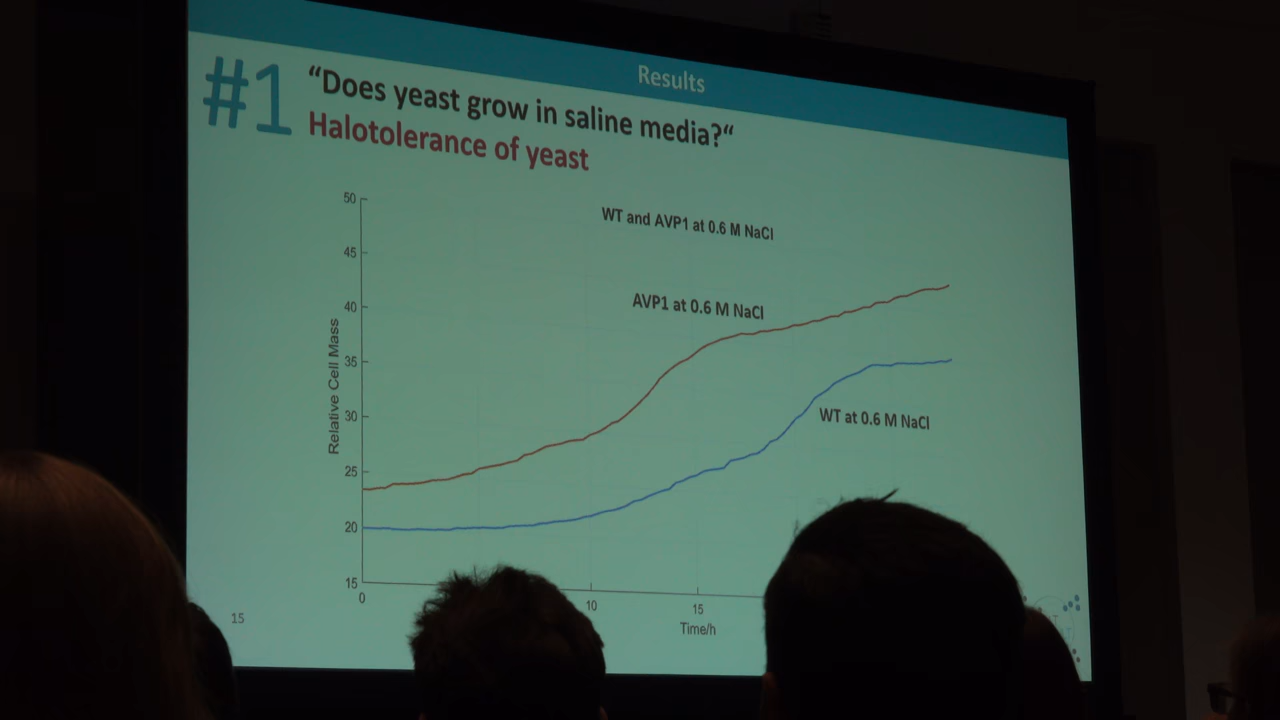 Results
#1
“Does yeast grow in saline media?“
Halotolerance of yeast
WT and AVP1 at 0.6 M NaCl
AVP1 at 0.6 M NaCl
WT at 0.6 M NaCl
Relative Cell Mass
50
45
40
35
30
25
20
15
0
10
15
Time/h
15